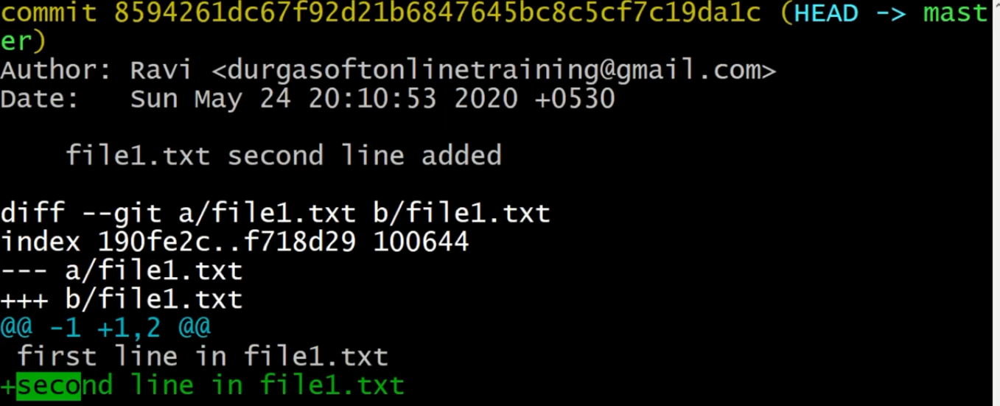 commit 8594261dc67f92d21b6847645bc8c5cf7c19da1c (HEAD -> mast
er)
Author: Ravi <durgasoftonlinetraining@gmail.com>
Date:   Sun May 24 20:10:53 2020 +0530

    file1.txt second line added

diff --git a/file1.txt b/file1.txt
index 190fe2c..f718d29 100644
--- a/file1.txt
+++ b/file1.txt
@@ -1 +1,2 @@
 first line in file1.txt
+second line in file1.txt